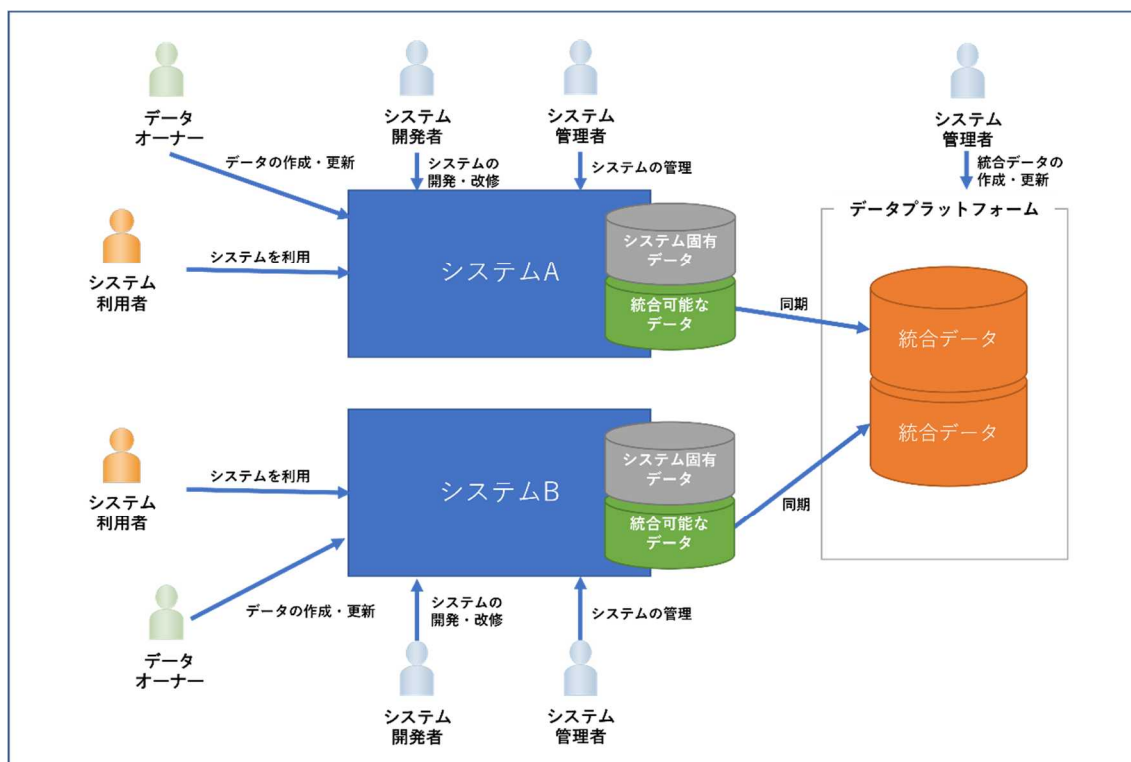 データ
オーナー
システム
開発者
システム
管理者
システム
管理者
データの作成・更新
システムの
開発・改修
システムの管理
統合データの
作成・更新
データプラットフォーム
システム
利用者
システムを利用
システムA
システム固有
データ
統合可能な
データ
同期
統合データ
統合データ
システム
利用者
システムを利用
システムB
システム固有
データ
統合可能な
データ
同期
データ
オーナー
データの作成・更新
システムの
開発・改修
システムの管理
システム
開発者
システム
管理者